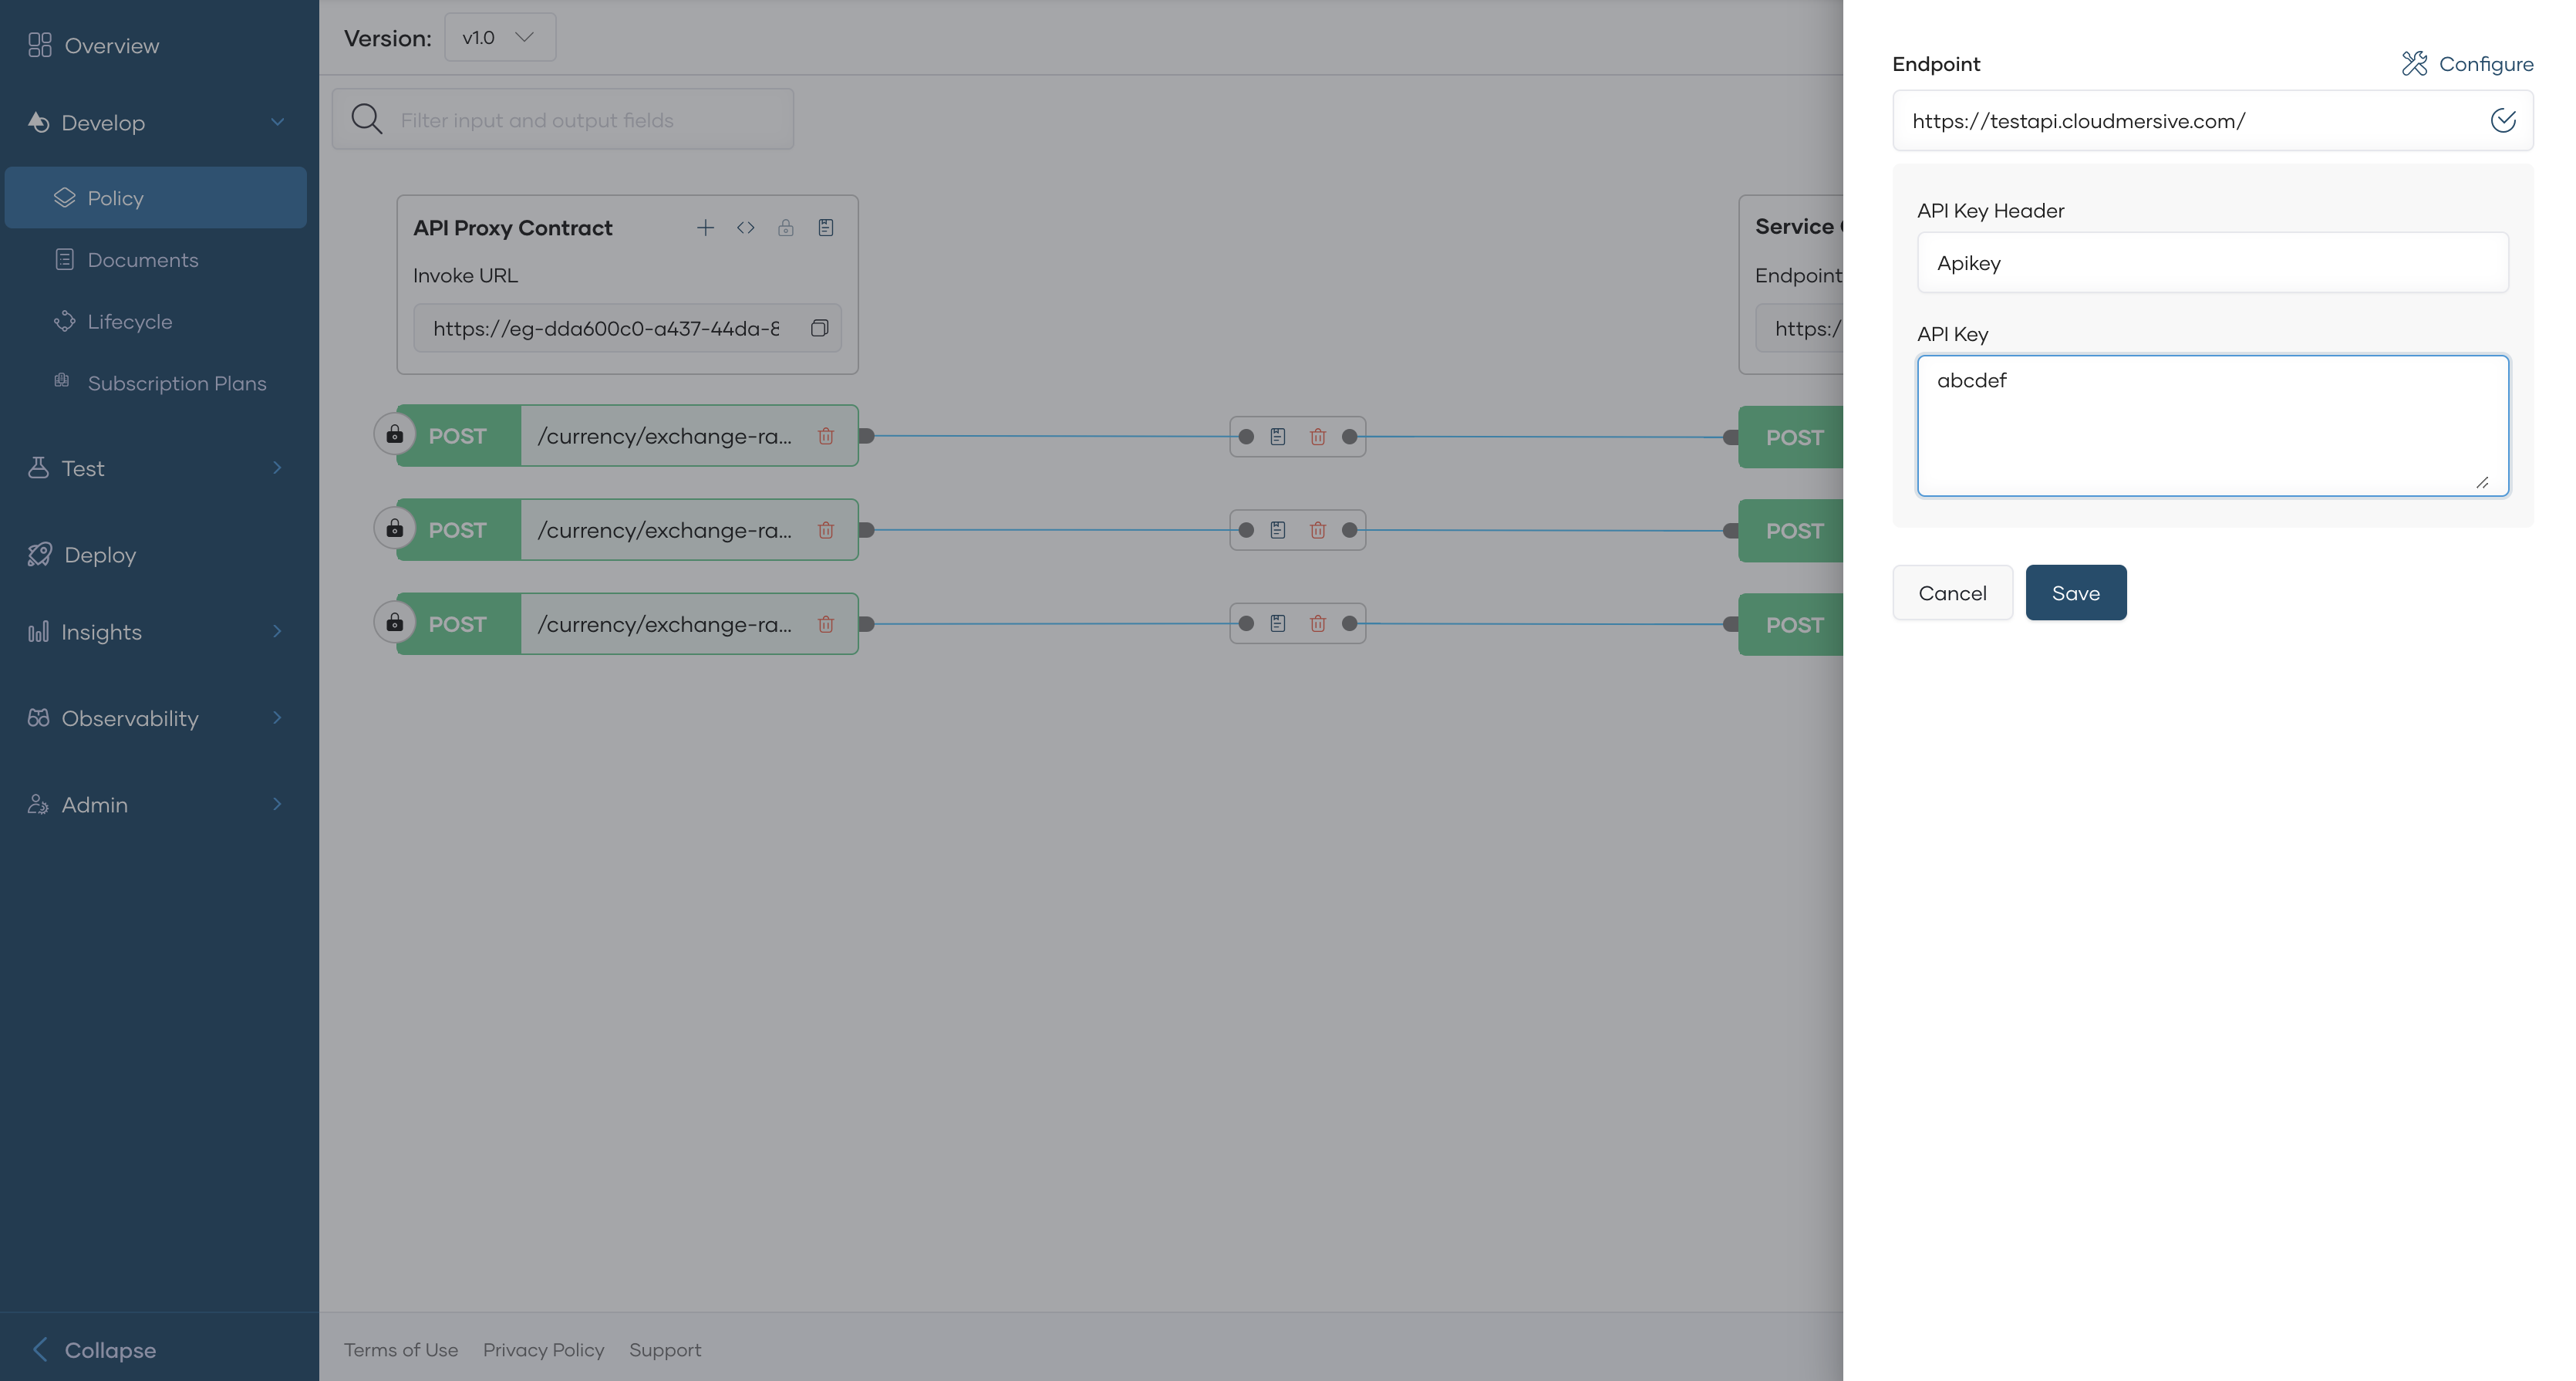 Overview
Develop
Policy
Documents
Lifecycle
Subscription Plans
Test
Deploy
Insights
Observability
Admin
Collapse
Version: v1.0
Filter input and output fields
API Proxy Contract
Invoke URL
https://eg-dda600c0-a437-44da-8
POST /currency/exchange-ra...
POST /currency/exchange-ra...
POST /currency/exchange-ra...
Service
Endpoint
https:/
POST
POST
POST
Terms of Use Privacy Policy Support
Endpoint Configure
https://testapi.cloudmersive.com/
API Key Header
Apikey
API Key
abcdef
Cancel Save